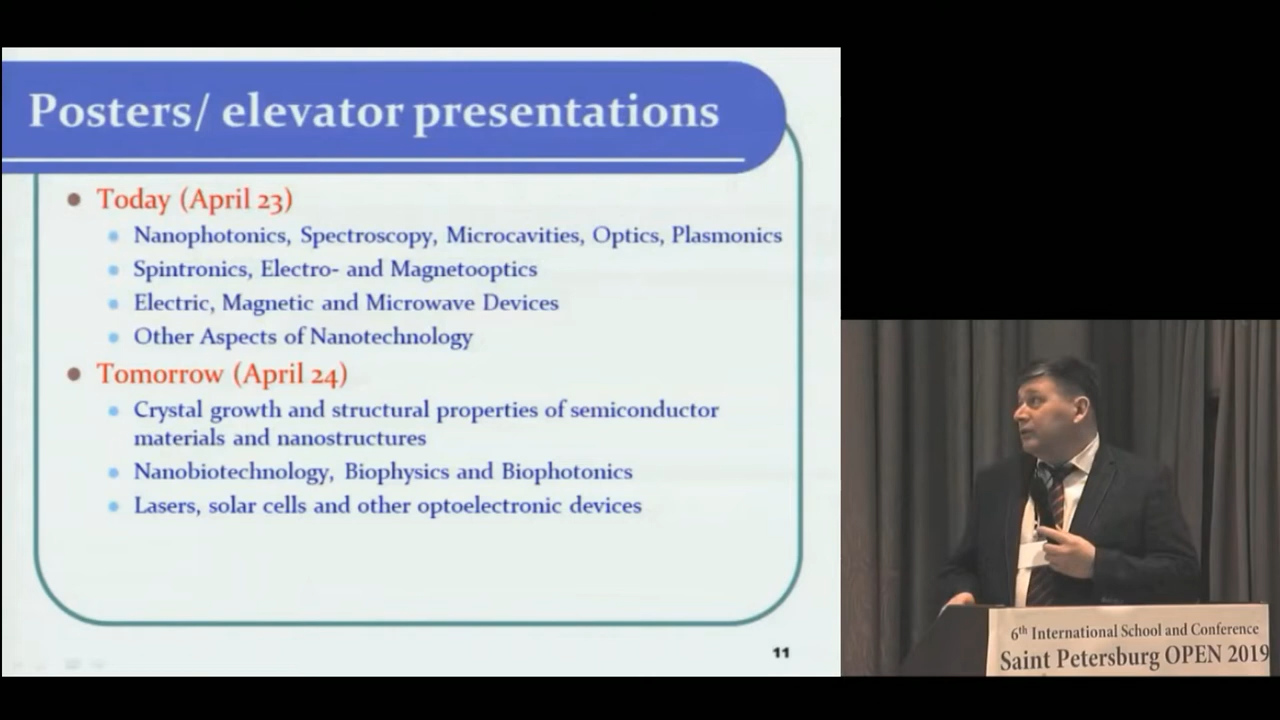 Posters/ elevator presentations
Today (April 23)
Nanophotonics, Spectroscopy, Microcavities, Optics, Plasmonics
Spintronics, Electro- and Magnetooptics
Electric, Magnetic and Microwave Devices
Other Aspects of Nanotechnology
Tomorrow (April 24)
Crystal growth and structural properties of semiconductor
materials and nanostructures
Nanobiotechnology, Biophysics and Biophotonics
Lasers, solar cells and other optoelectronic devices
11
6th International School and Conference
Saint Petersburg OPEN 2019